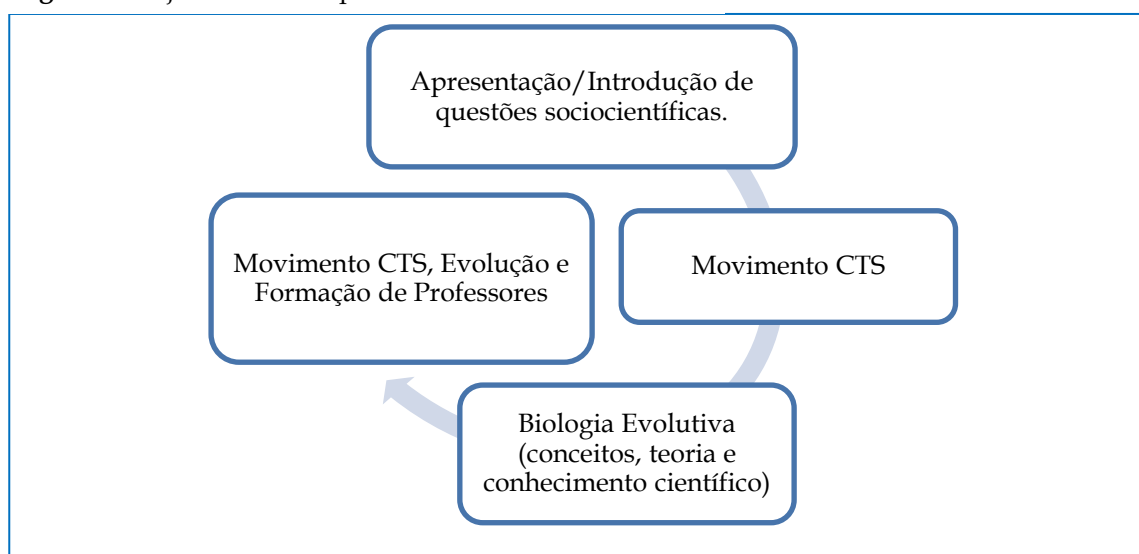 Apresentação/Introdução de
questões sociocientíficas.
Movimento CTS
Biologia Evolutiva
(conceitos, teoria e
conhecimento científico)
Movimento CTS, Evolução e
Formação de Professores